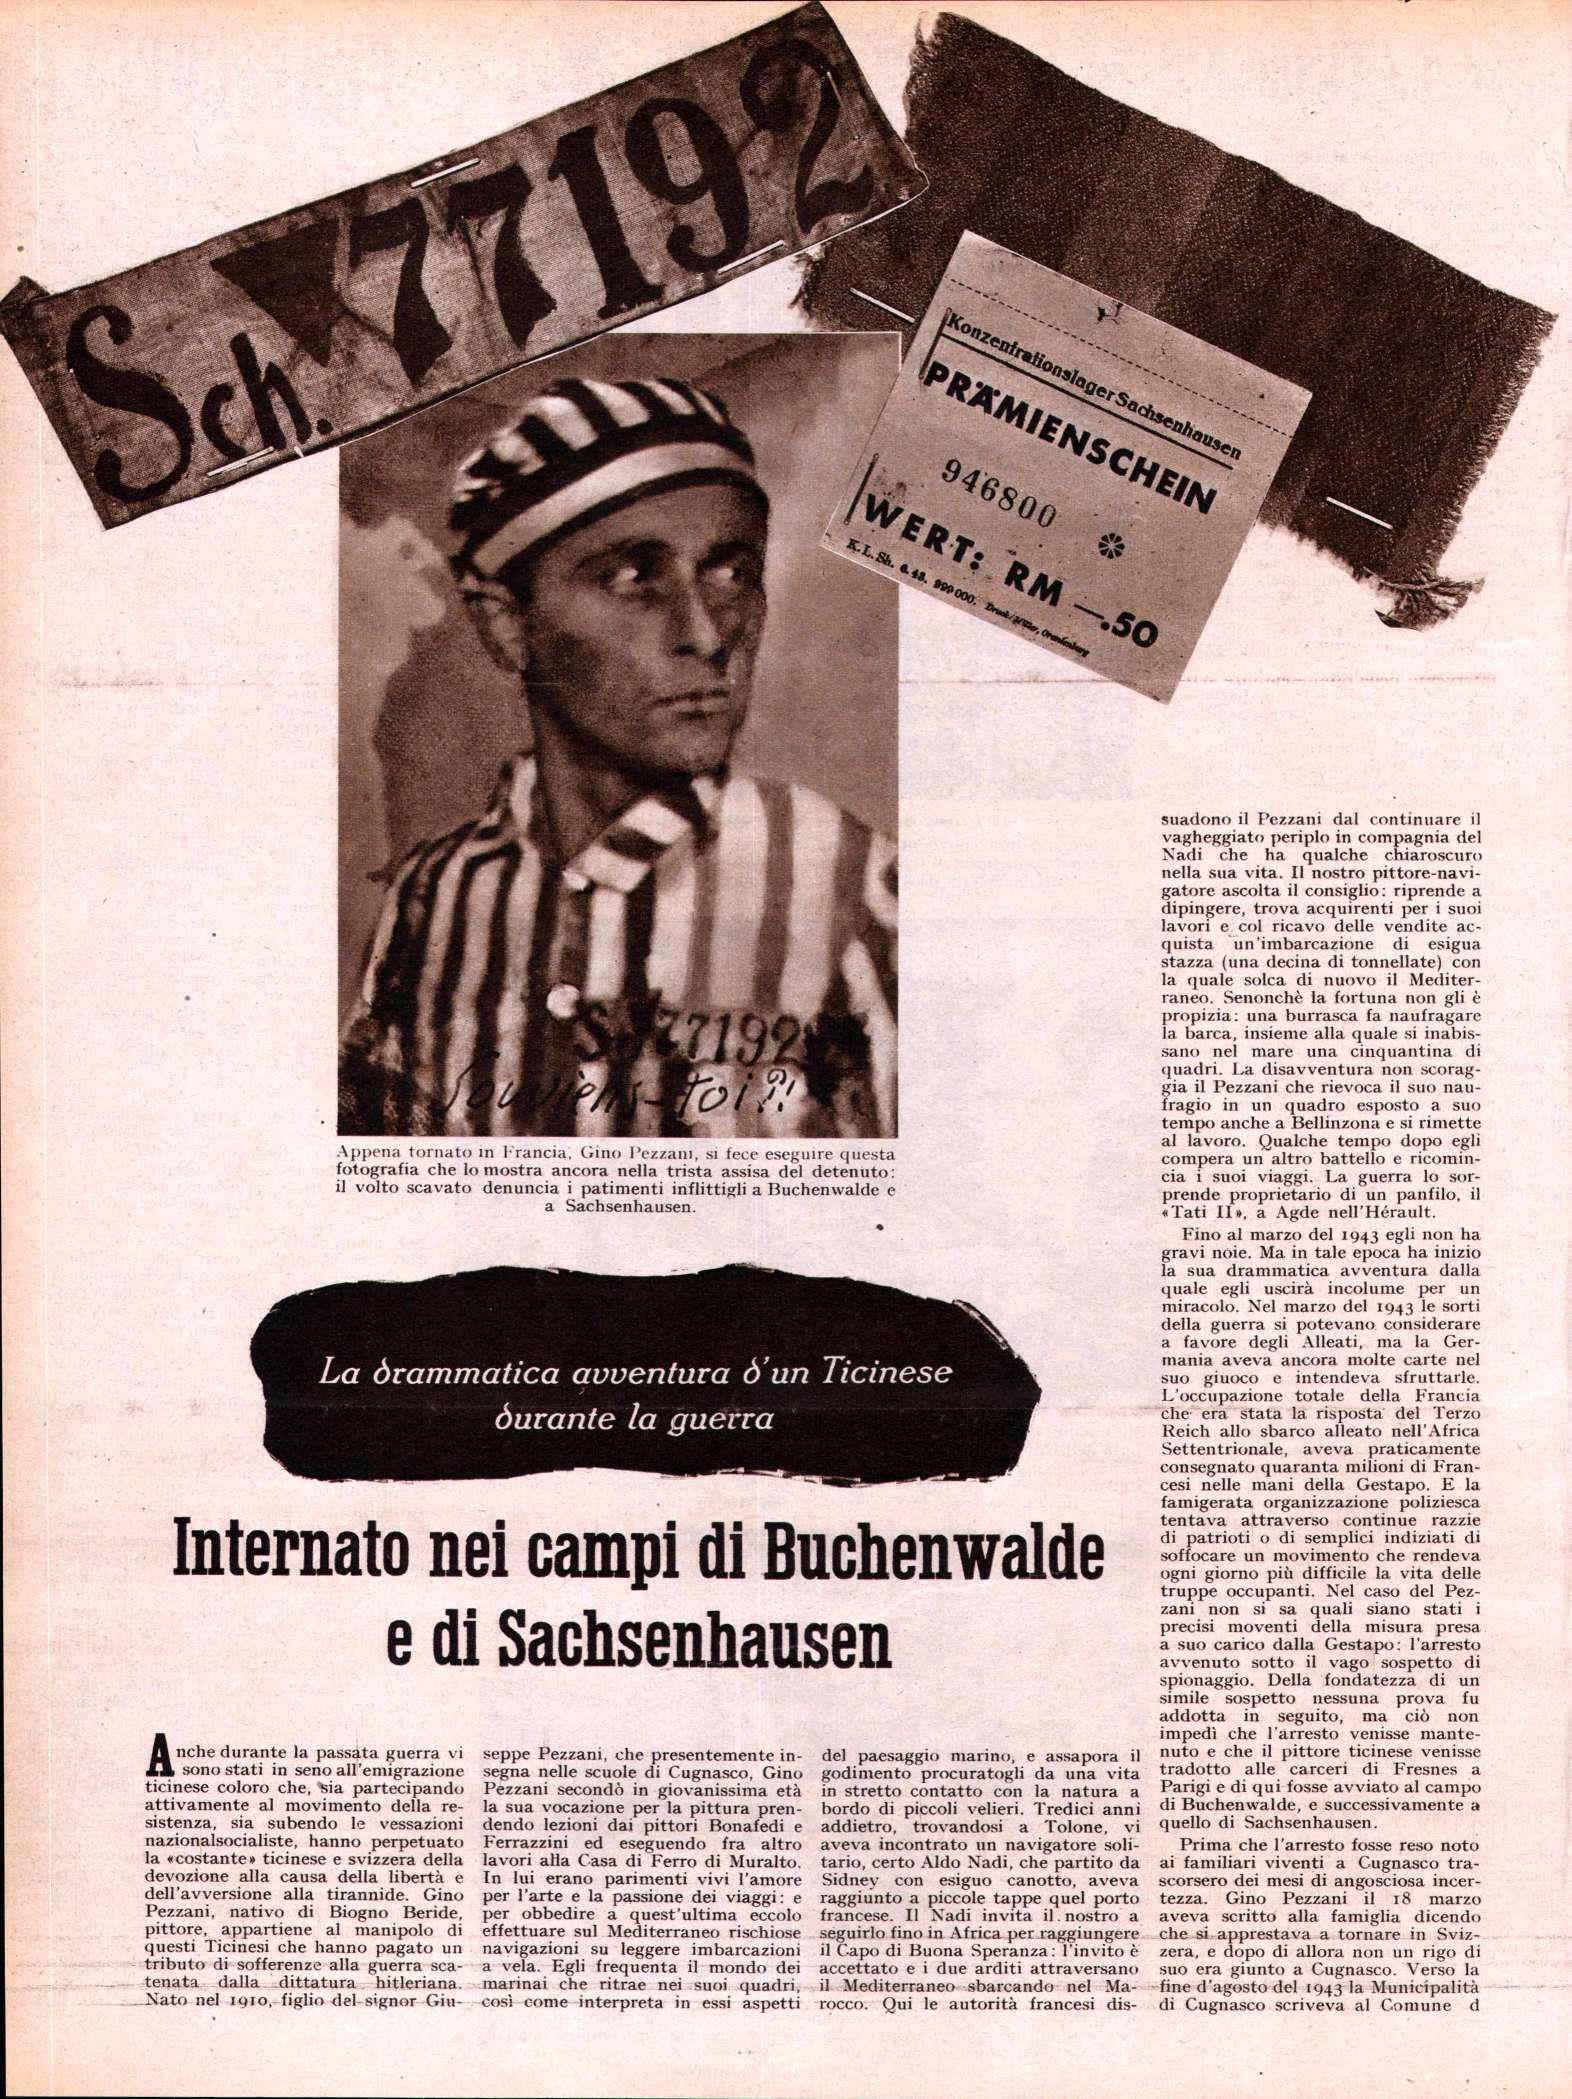 Sch. 77192
Konzentrationslager Sachsenhausen
PRÄMIENSCHEIN
946800
WERT: RM —.50
K. L. Sh. 6. 43. 999 000.
S 77192
Souviens-toi?!
Appena tornato in Francia, Gino Pezzani, si fece eseguire questa
fotografia che lo mostra ancora nella trista assisa del detenuto:
il volto scavato denuncia i patimenti inflittigli a Buchenwalde e
a Sachsenhausen.
La drammatica avventura d'un Ticinese
durante la guerra
Internato nei campi di Buchenwalde
e di Sachsenhausen
Anche durante la passata guerra vi
sono stati in seno all'emigrazione
ticinese coloro che, sia partecipando
attivamente al movimento della re-
sistenza, sia subendo le vessazioni
nazionalsocialiste, hanno perpetuato
la «costante» ticinese e svizzera della
devozione alla causa della libertà e
dell'avversione alla tirannide. Gino
Pezzani, nativo di Biogno Beride,
pittore, appartiene al manipolo di
questi Ticinesi che hanno pagato un
tributo di sofferenze alla guerra sca-
tenata dalla dittatura hitleriana.
Nato nel 1910, figlio del signor Giu-
seppe Pezzani, che presentemente in-
segna nelle scuole di Cugnasco, Gino
Pezzani secondò in giovanissima età
la sua vocazione per la pittura pren-
dendo lezioni dai pittori Bonafedi e
Ferrazzini ed eseguendo fra altro
lavori alla Casa di Ferro di Muralto.
In lui erano parimenti vivi l'amore
per l'arte e la passione dei viaggi: e
per obbedire a quest'ultima eccolo
effettuare sul Mediterraneo rischiose
navigazioni su leggere imbarcazioni
a vela. Egli frequenta il mondo dei
marinai che ritrae nei suoi quadri,
così come interpreta in essi aspetti
del paesaggio marino, e assapora il
godimento procuratogli da una vita
in stretto contatto con la natura a
bordo di piccoli velieri. Tredici anni
addietro, trovandosi a Tolone, vi
aveva incontrato un navigatore soli-
tario, certo Aldo Nadi, che partito da
Sidney con esiguo canotto, aveva
raggiunto a piccole tappe quel porto
francese. Il Nadi invita il nostro a
seguirlo fino in Africa per raggiungere
il Capo di Buona Speranza: l'invito è
accettato e i due arditi attraversano
il Mediterraneo sbarcando nel Ma-
rocco. Qui le autorità francesi dis-
suadono il Pezzani dal continuare il
vagheggiato periplo in compagnia del
Nadi che ha qualche chiaroscuro
nella sua vita. Il nostro pittore-navi-
gatore ascolta il consiglio: riprende a
dipingere, trova acquirenti per i suoi
lavori e col ricavo delle vendite ac-
quista un'imbarcazione di esigua
stazza (una decina di tonnellate) con
la quale solca di nuovo il Mediter-
raneo. Senonchè la fortuna non gli è
propizia: una burrasca fa naufragare
la barca, insieme alla quale si inabis-
sano nel mare una cinquantina di
quadri. La disavventura non scorag-
gia il Pezzani che rievoca il suo nau-
fragio in un quadro esposto a suo
tempo anche a Bellinzona e si rimette
al lavoro. Qualche tempo dopo egli
compera un altro battello e ricomin-
cia i suoi viaggi. La guerra lo sor-
prende proprietario di un panfilo, il
«Tati II», a Agde nell'Hérault.
Fino al marzo del 1943 egli non ha
gravi noie. Ma in tale epoca ha inizio
la sua drammatica avventura dalla
quale egli uscirà incolume per un
miracolo. Nel marzo del 1943 le sorti
della guerra si potevano considerare
a favore degli Alleati, ma la Ger-
mania aveva ancora molte carte nel
suo giuoco e intendeva sfruttarle.
L'occupazione totale della Francia
che era stata la risposta del Terzo
Reich allo sbarco alleato nell'Africa
Settentrionale, aveva praticamente
consegnato quaranta milioni di Fran-
cesi nelle mani della Gestapo. E la
famigerata organizzazione poliziesca
tentava attraverso continue razzie
di patrioti o di semplici indiziati di
soffocare un movimento che rendeva
ogni giorno più difficile la vita delle
truppe occupanti. Nel caso del Pez-
zani non si sa quali siano stati i
precisi moventi della misura presa
a suo carico dalla Gestapo: l'arresto
avvenuto sotto il vago sospetto di
spionaggio. Della fondatezza di un
simile sospetto nessuna prova fu
addotta in seguito, ma ciò non
impedì che l'arresto venisse mante-
nuto e che il pittore ticinese venisse
tradotto alle carceri di Fresnes a
Parigi e di qui fosse avviato al campo
di Buchenwalde, e successivamente a
quello di Sachsenhausen.
Prima che l'arresto fosse reso noto
ai familiari viventi a Cugnasco tra-
scorsero dei mesi di angosciosa incer-
tezza. Gino Pezzani il 18 marzo
aveva scritto alla famiglia dicendo
che si apprestava a tornare in Sviz-
zera, e dopo di allora non un rigo di
suo era giunto a Cugnasco. Verso la
fine d'agosto del 1943 la Municipalità
di Cugnasco scriveva al Comune d